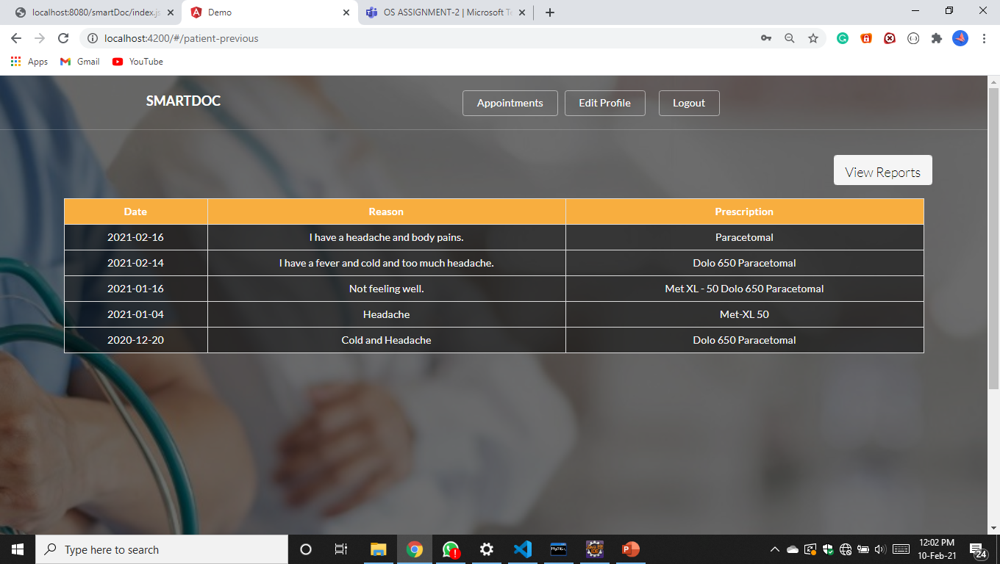 localhost:8080/smartDoc/index.js
Demo
OS ASSIGNMENT-2 | Microsoft Te
localhost:4200/#/patient-previous
Apps Gmail YouTube
SMARTDOC Appointments Edit Profile Logout
View Reports
Date Reason Prescription
2021-02-16 I have a headache and body pains. Paracetomal
2021-02-14 I have a fever and cold and too much headache. Dolo 650 Paracetomal
2021-01-16 Not feeling well. Met XL - 50 Dolo 650 Paracetomal
2021-01-04 Headache Met-XL 50
2020-12-20 Cold and Headache Dolo 650 Paracetomal
Type here to search
12:02 PM
10-Feb-21
24